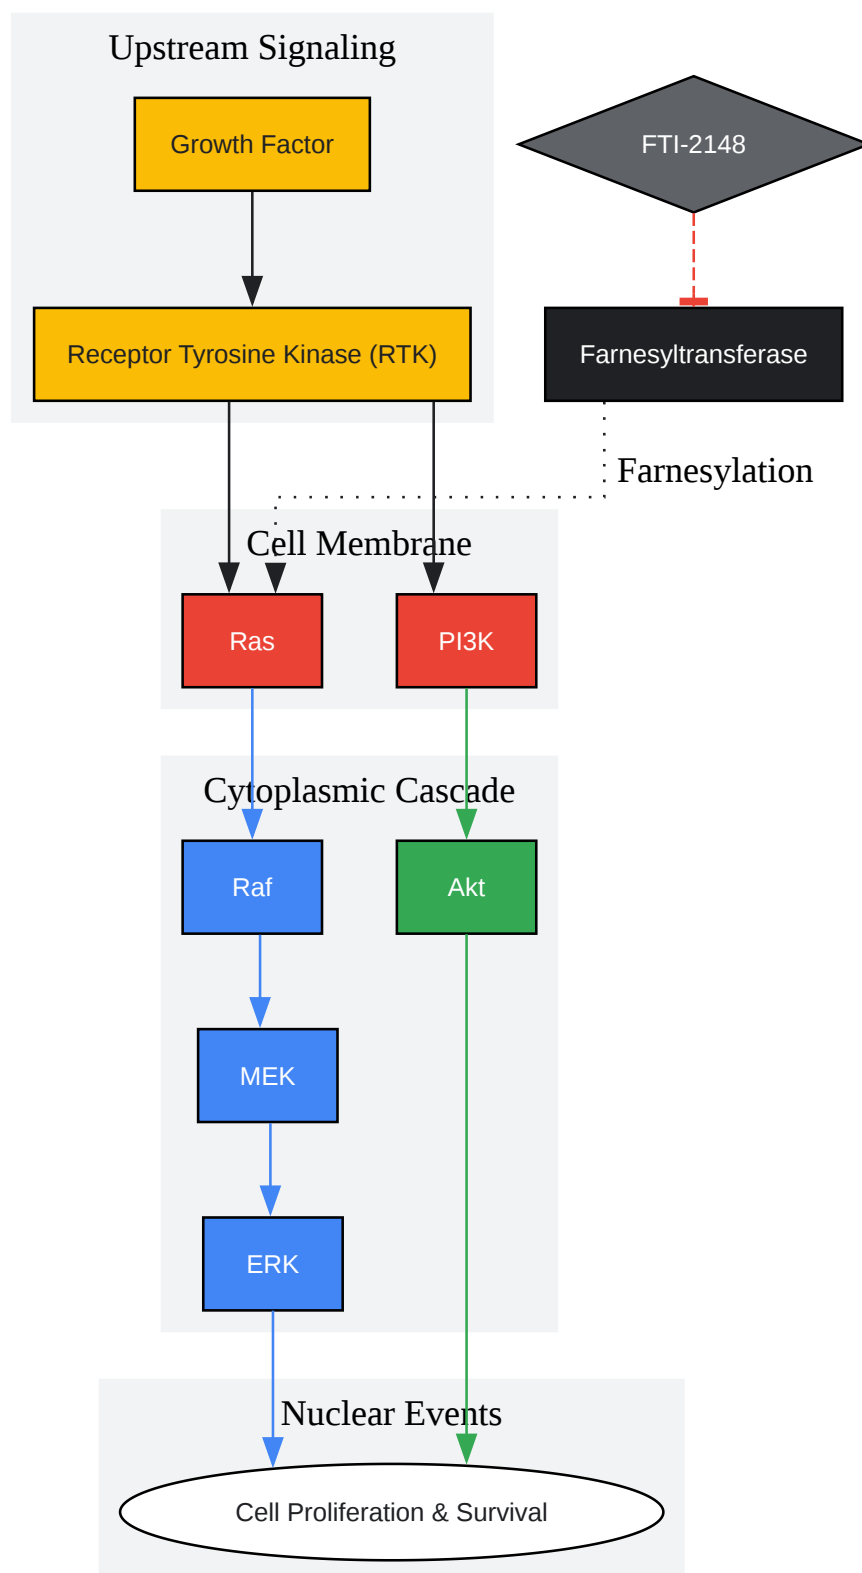 Upstream Signaling
Growth Factor
FTI-2148
Receptor Tyrosine Kinase (RTK)
Farnesyltransferase
Farnesylation
Cell Membrane
Ras
PI3K
Cytoplasmic Cascade
Raf
Akt
MEK
ERK
Nuclear Events
Cell Proliferation & Survival